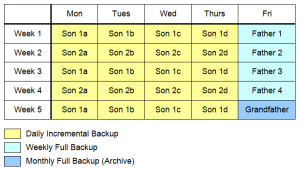 Mon Tues Wed Thurs Fri
Week 1 Son 1a Son 1b Son 1c Son 1d Father 1
Week 2 Son 2a Son 2b Son 2c Son 2d Father 2
Week 3 Son 1a Son 1b Son 1c Son 1d Father 3
Week 4 Son 2a Son 2b Son 2c Son 2d Father 4
Week 5 Son 1a Son 1b Son 1c Son 1d Grandfather
Daily Incremental Backup
Weekly Full Backup
Monthly Full Backup (Archive)